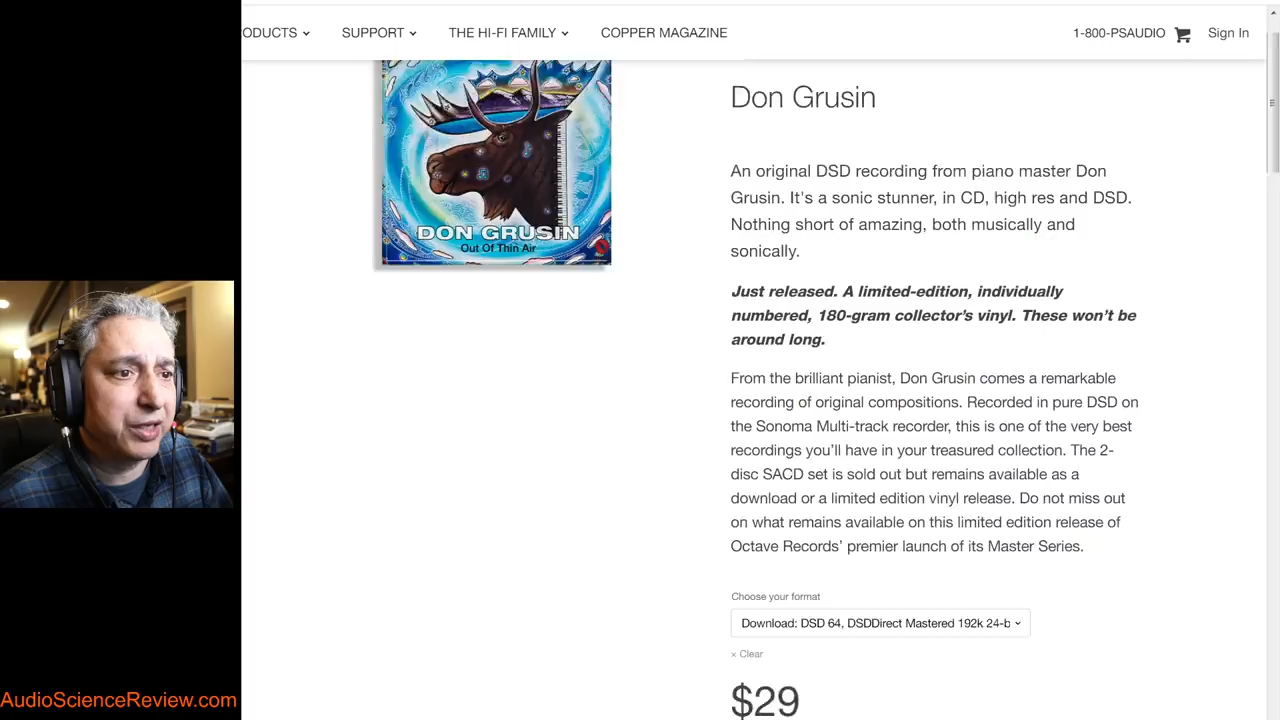 ODUCTS
SUPPORT
THE HI-FI FAMILY
COPPER MAGAZINE
1-800-PSAUDIO
Sign In
DON GRUSIN
Out Of Thin Air
Don Grusin
An original DSD recording from piano master Don
Grusin. It's a sonic stunner, in CD, high res and DSD.
Nothing short of amazing, both musically and
sonically.
Just released. A limited-edition, individually
numbered, 180-gram collector’s vinyl. These won’t be
around long.
From the brilliant pianist, Don Grusin comes a remarkable
recording of original compositions. Recorded in pure DSD on
the Sonoma Multi-track recorder, this is one of the very best
recordings you’ll have in your treasured collection. The 2-
disc SACD set is sold out but remains available as a
download or a limited edition vinyl release. Do not miss out
on what remains available on this limited edition release of
Octave Records’ premier launch of its Master Series.
Choose your format
Download: DSD 64, DSDDirect Mastered 192k 24-b
× Clear
$29
AudioScienceReview.com